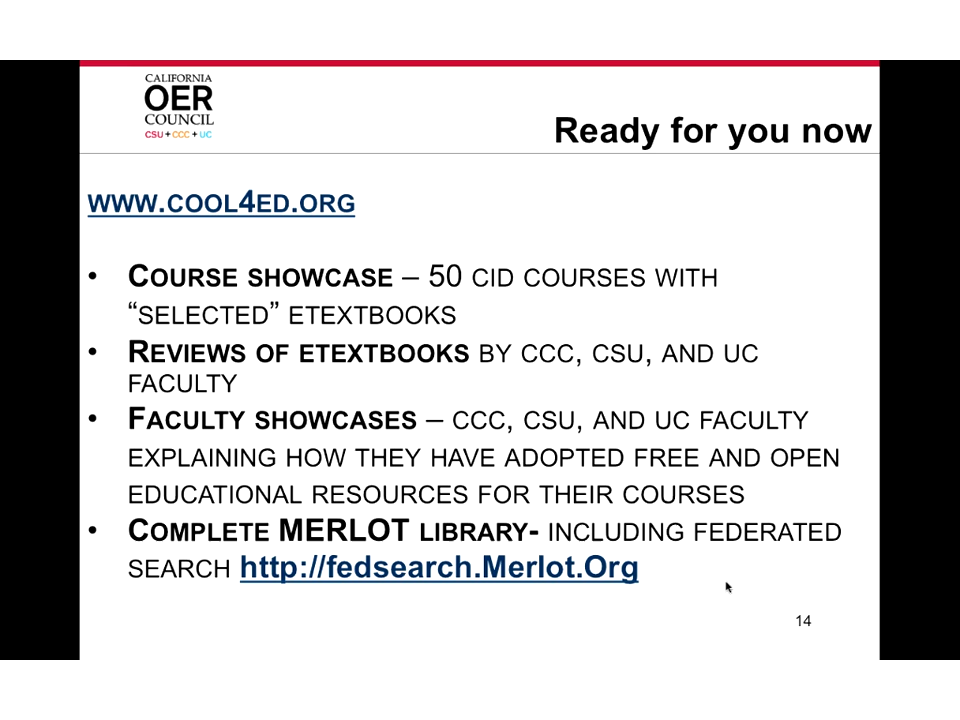 CALIFORNIA
OER
COUNCIL
CSU + CCC + UC
Ready for you now
WWW.COOL4ED.ORG
• COURSE SHOWCASE – 50 CID COURSES WITH
“SELECTED” ETEXTBOOKS
• REVIEWS OF ETEXTBOOKS BY CCC, CSU, AND UC
FACULTY
• FACULTY SHOWCASES – CCC, CSU, AND UC FACULTY
EXPLAINING HOW THEY HAVE ADOPTED FREE AND OPEN
EDUCATIONAL RESOURCES FOR THEIR COURSES
• COMPLETE MERLOT LIBRARY- INCLUDING FEDERATED
SEARCH http://fedsearch.Merlot.Org
14